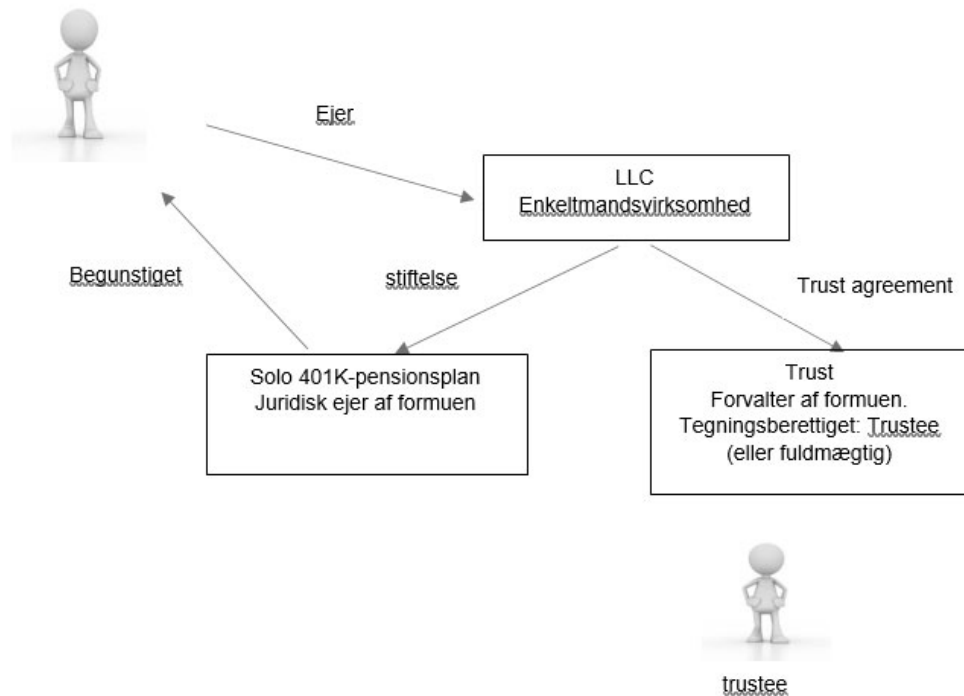 Ejer
LLC
Enkeltmandsvirksomhed
Begunstiget
stiftelse
Trust agreement
Solo 401K-pensionsplan
Juridisk ejer af formuen
Trust
Forvalter af formuen.
Tegningsberettiget: Trustee
(eller fuldmægtig)
trustee